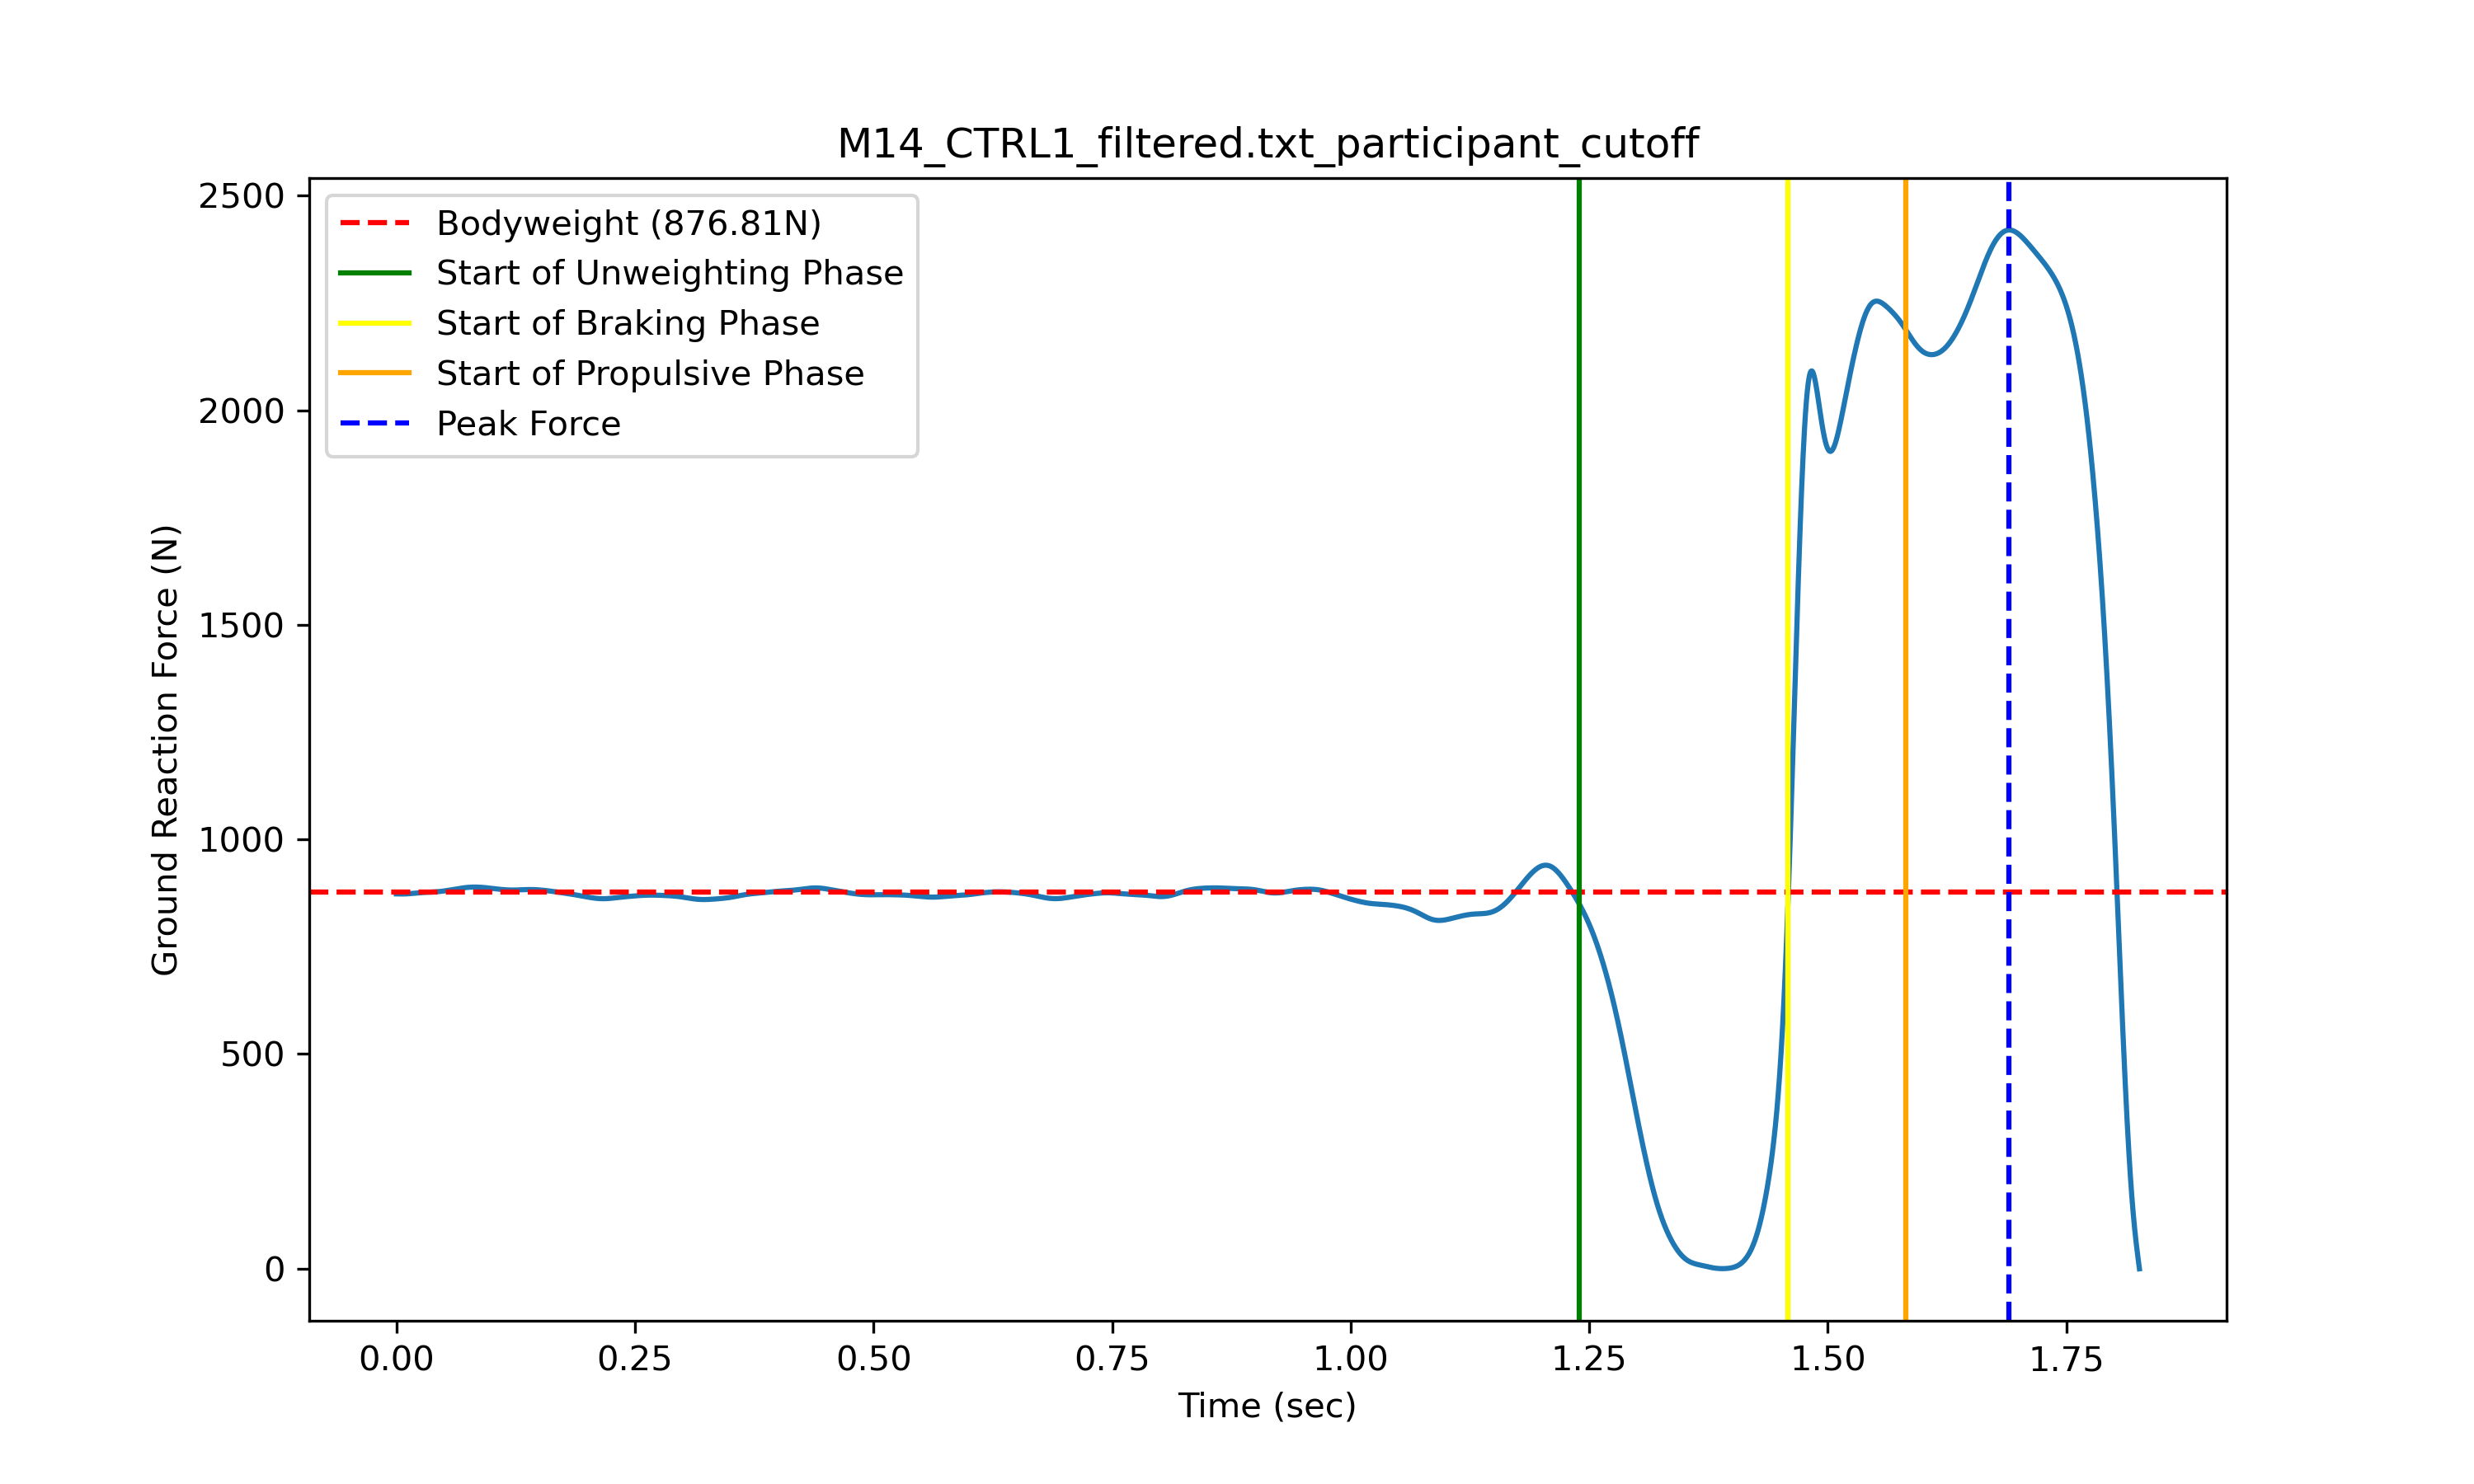 M14_CTRL1_filtered.txt_participant_cutoff
2500
2000
1500
1000
500
0
Ground Reaction Force (N)
Bodyweight (876.81N)
Start of Unweighting Phase
Start of Braking Phase
Start of Propulsive Phase
Peak Force
0.00 0.25 0.50 0.75 1.00 1.25 1.50 1.75
Time (sec)